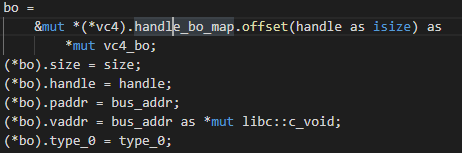 bo =
&mut *(*vc4).handle_bo_map.offset(handle as isize) as
*mut vc4_bo;
(*bo).size = size;
(*bo).handle = handle;
(*bo).paddr = bus_addr;
(*bo).vaddr = bus_addr as *mut libc::c_void;
(*bo).type_0 = type_0;